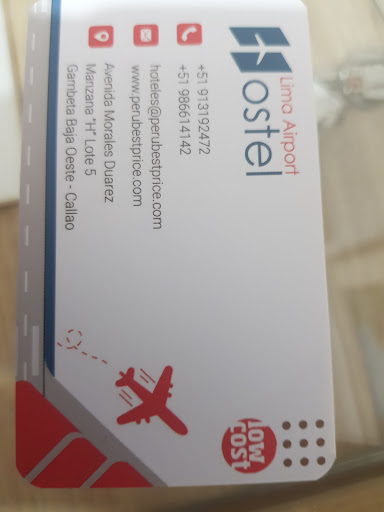 Lima Airport
Hostel
+51 913192472
+51 986614142
hoteles@perubestprice.com
www.perubestprice.com
Avenida Morales Duarez
Manzana "H" Lote 5
Gambeta Baja Oeste - Callao
low
cost